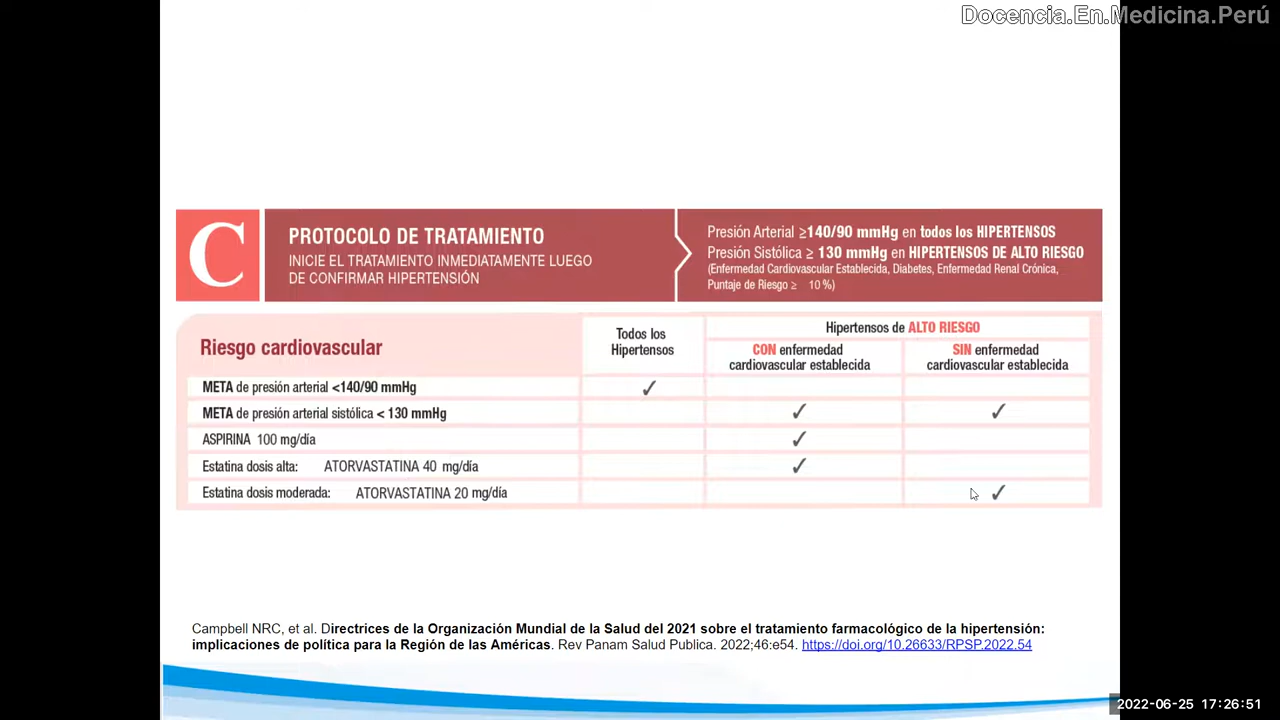 Docencia.En.Medicina.Perú
C
PROTOCOLO DE TRATAMIENTO
INICIE EL TRATAMIENTO INMEDIATAMENTE LUEGO
DE CONFIRMAR HIPERTENSIÓN
Presión Arterial ≥140/90 mmHg en todos los HIPERTENSOS
Presión Sistólica ≥ 130 mmHg en HIPERTENSOS DE ALTO RIESGO
(Enfermedad Cardiovascular Establecida, Diabetes, Enfermedad Renal Crónica,
Puntaje de Riesgo ≥ 10%)
Riesgo cardiovascular
Todos los
Hipertensos
Hipertensos de ALTO RIESGO
CON enfermedad
cardiovascular establecida
SIN enfermedad
cardiovascular establecida
META de presión arterial <140/90 mmHg ✓
META de presión arterial sistólica < 130 mmHg ✓ ✓
ASPIRINA 100 mg/día ✓
Estatina dosis alta: ATORVASTATINA 40 mg/día ✓
Estatina dosis moderada: ATORVASTATINA 20 mg/día ✓
Campbell NRC, et al. Directrices de la Organización Mundial de la Salud del 2021 sobre el tratamiento farmacológico de la hipertensión:
implicaciones de política para la Región de las Américas. Rev Panam Salud Publica. 2022;46:e54. https://doi.org/10.26633/RPSP.2022.54
2022-06-25 17:26:51